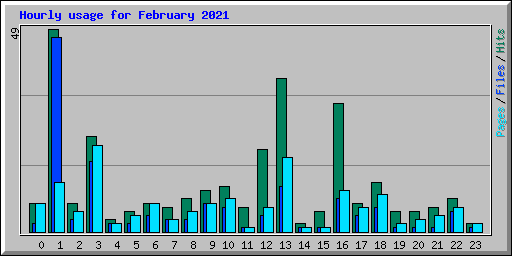 Hourly usage for February 2021
49
Pages/Files/Hits
0 1 2 3 4 5 6 7 8 9 10 11 12 13 14 15 16 17 18 19 20 21 22 23